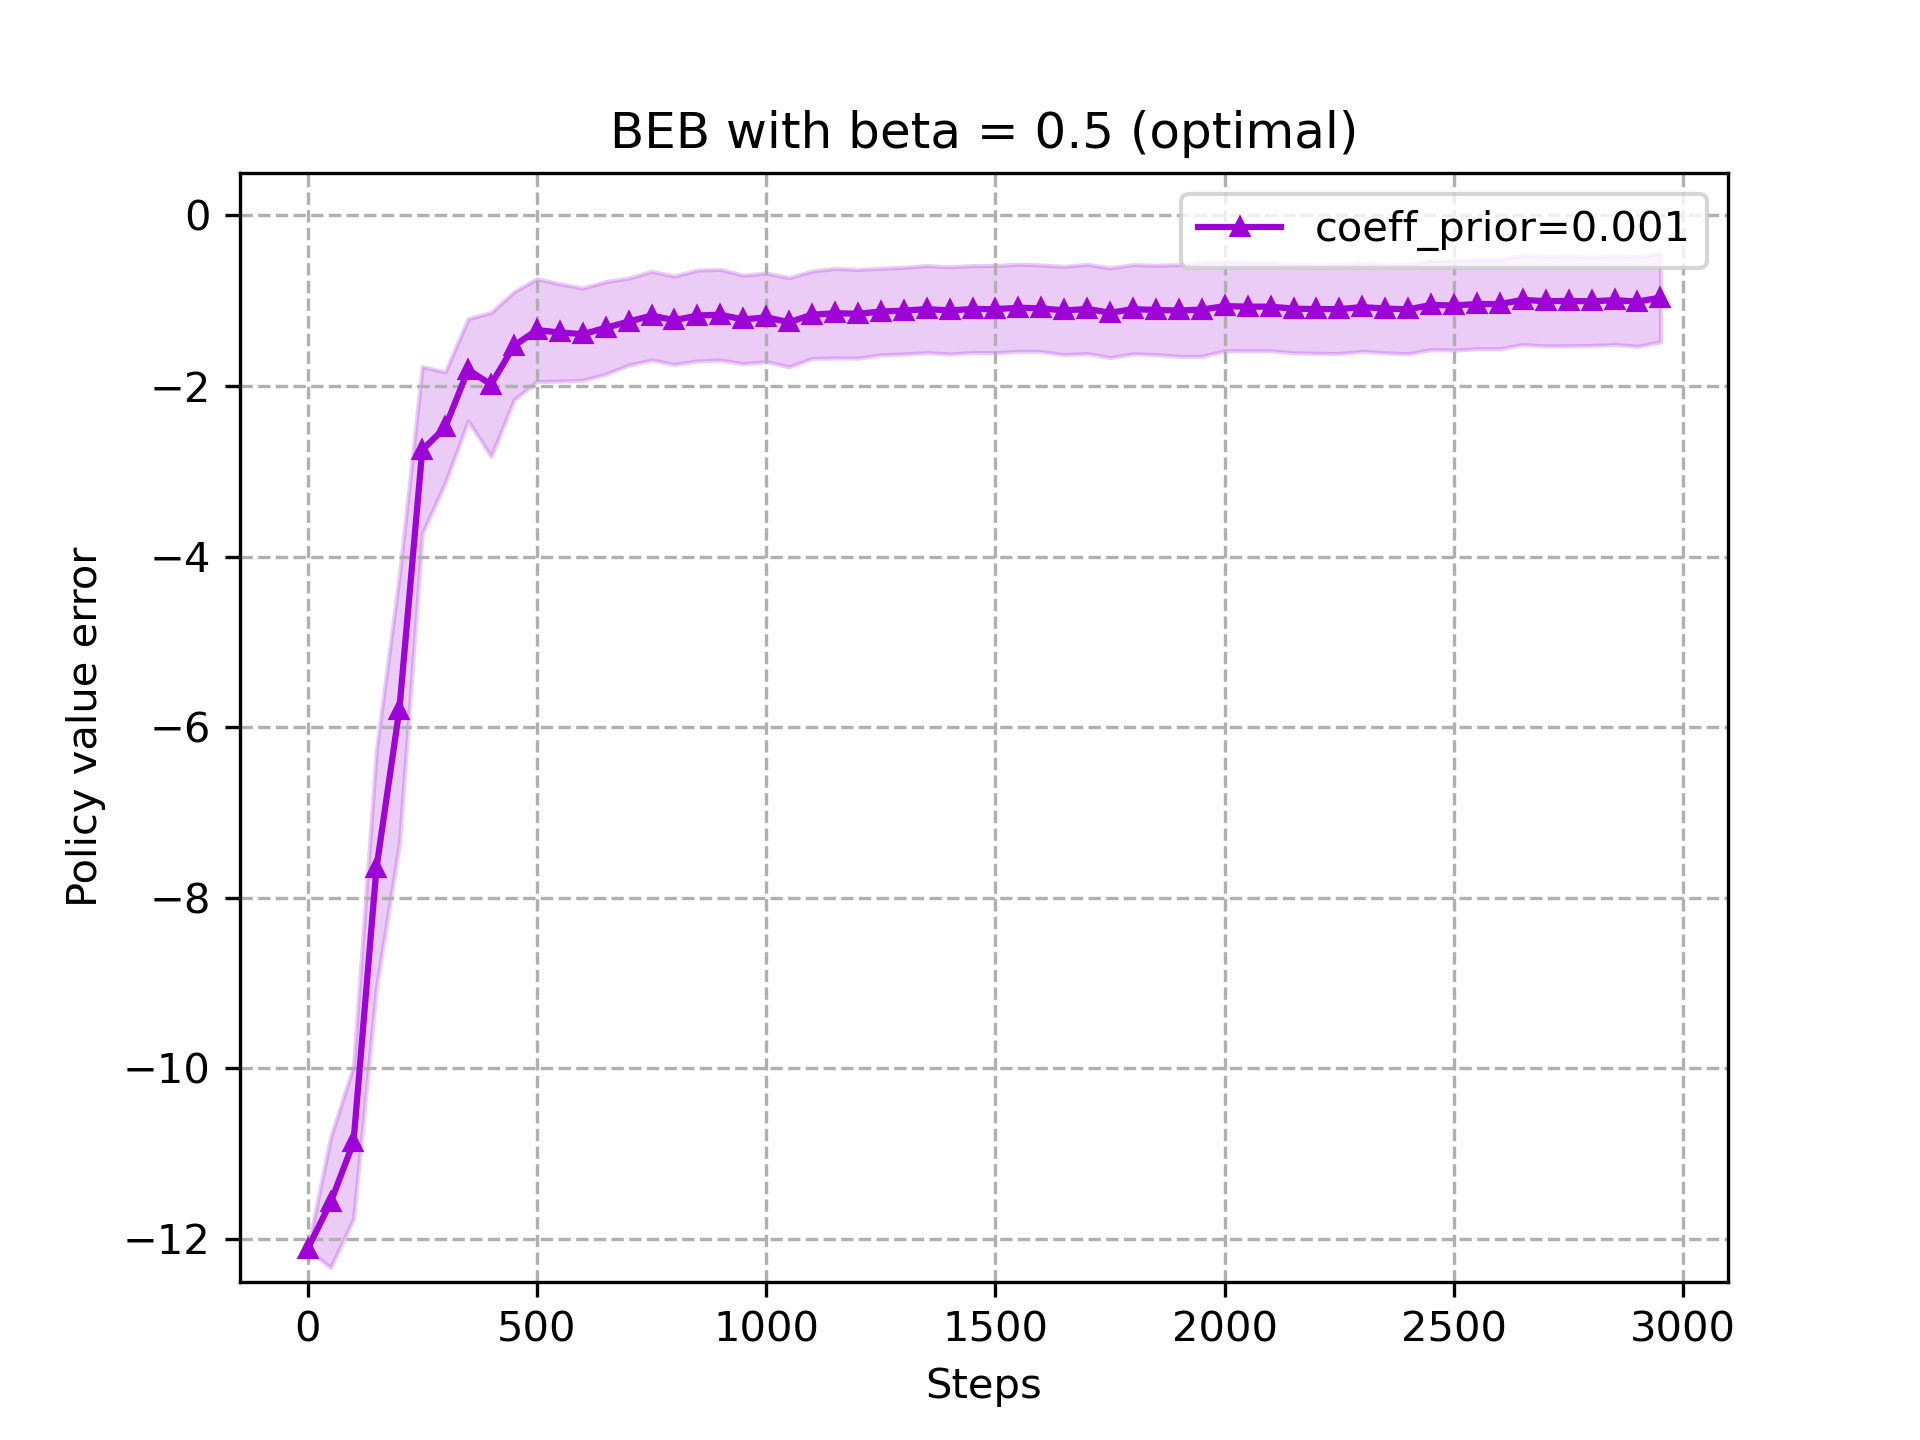 BEB with beta = 0.5 (optimal)
coeff_prior=0.001
0
−2
−4
−6
−8
−10
−12
Policy value error
0 500 1000 1500 2000 2500 3000
Steps